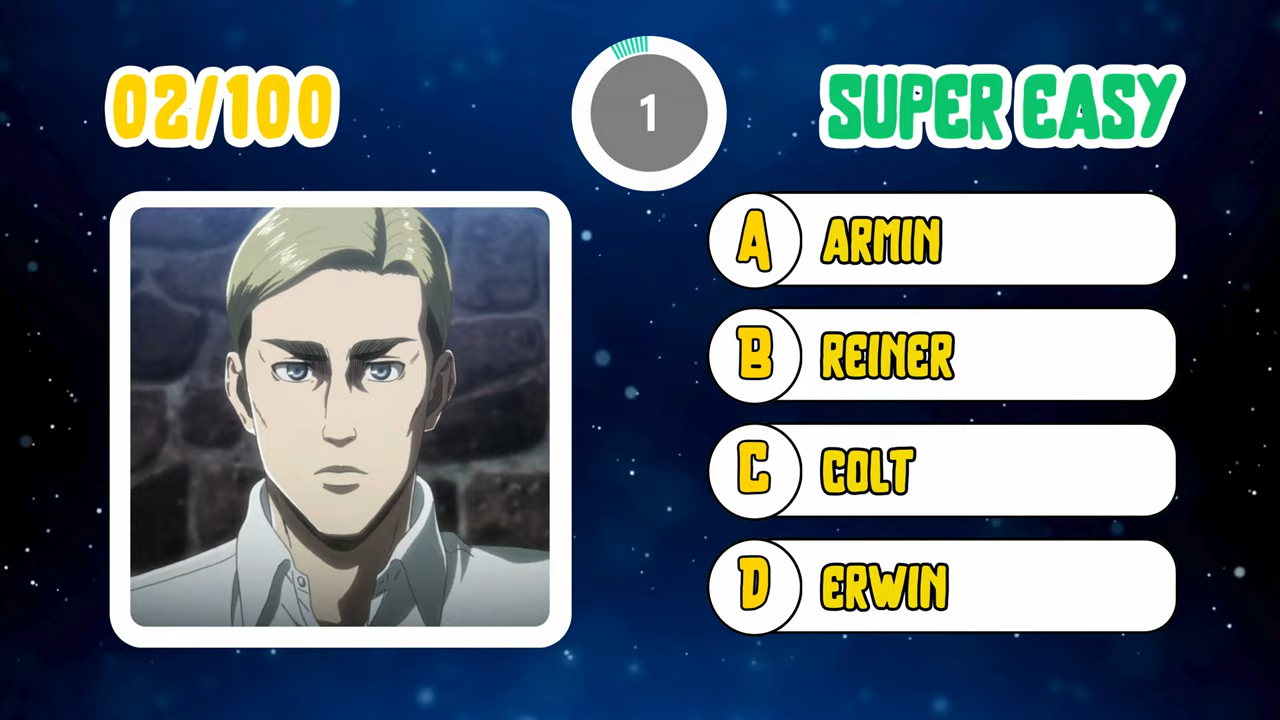 02/100
1
SUPER EASY
A ARMIN
B REINER
C COLT
D ERWIN